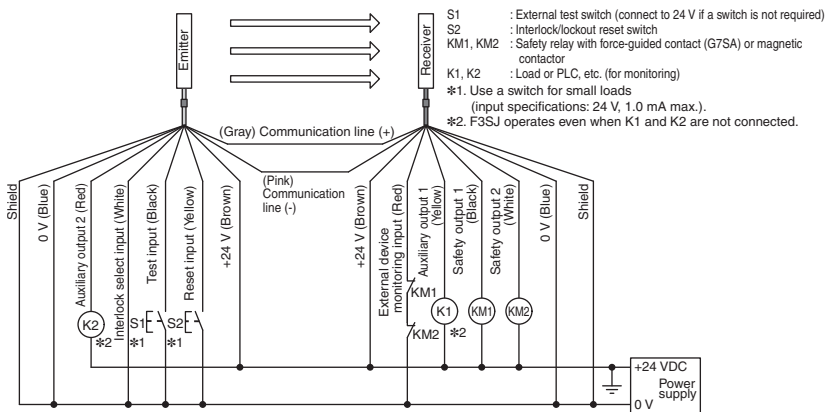 S1 : External test switch (connect to 24 V if a switch is not required)
S2 : Interlock/lockout reset switch
KM1, KM2 : Safety relay with force-guided contact (G7SA) or magnetic
contactor
K1, K2 : Load or PLC, etc. (for monitoring)
*1. Use a switch for small loads
(input specifications: 24 V, 1.0 mA max.).
*2. F3SJ operates even when K1 and K2 are not connected.
Emitter
Receiver
(Gray) Communication line (+)
(Pink)
Communication
line (-)
Shield
0 V (Blue)
Auxiliary output 2 (Red)
Interlock select input (White)
Test input (Black)
Reset input (Yellow)
+24 V (Brown)
+24 V (Brown)
External device
monitoring input (Red)
Auxiliary output 1
(Yellow)
Safety output 1
(Black)
Safety output 2
(White)
0 V (Blue)
Shield
KM1
K2
S1
S2
K1
KM1
KM2
*2
*1
*1
KM2
*2
+24 VDC
Power
supply
0 V